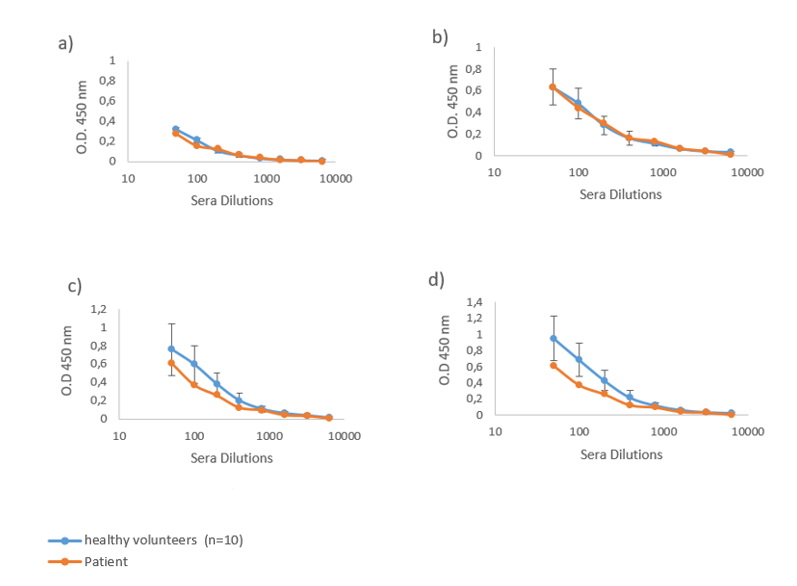 a)
1
0,8
0,6
0,4
0,2
0
10 100 1000 10000
O.D. 450 nm
Sera Dilutions
b)
1
0,8
0,6
0,4
0,2
0
10 100 1000 10000
O.D. 450 nm
Sera Dilutions
c)
1,2
1
0,8
0,6
0,4
0,2
0
10 100 1000 10000
O.D 450 nm
Sera Dilutions
d)
1,4
1,2
1
0,8
0,6
0,4
0,2
0
10 100 1000 10000
O.D 450 nm
Sera Dilutions
healthy volunteers (n=10)
Patient